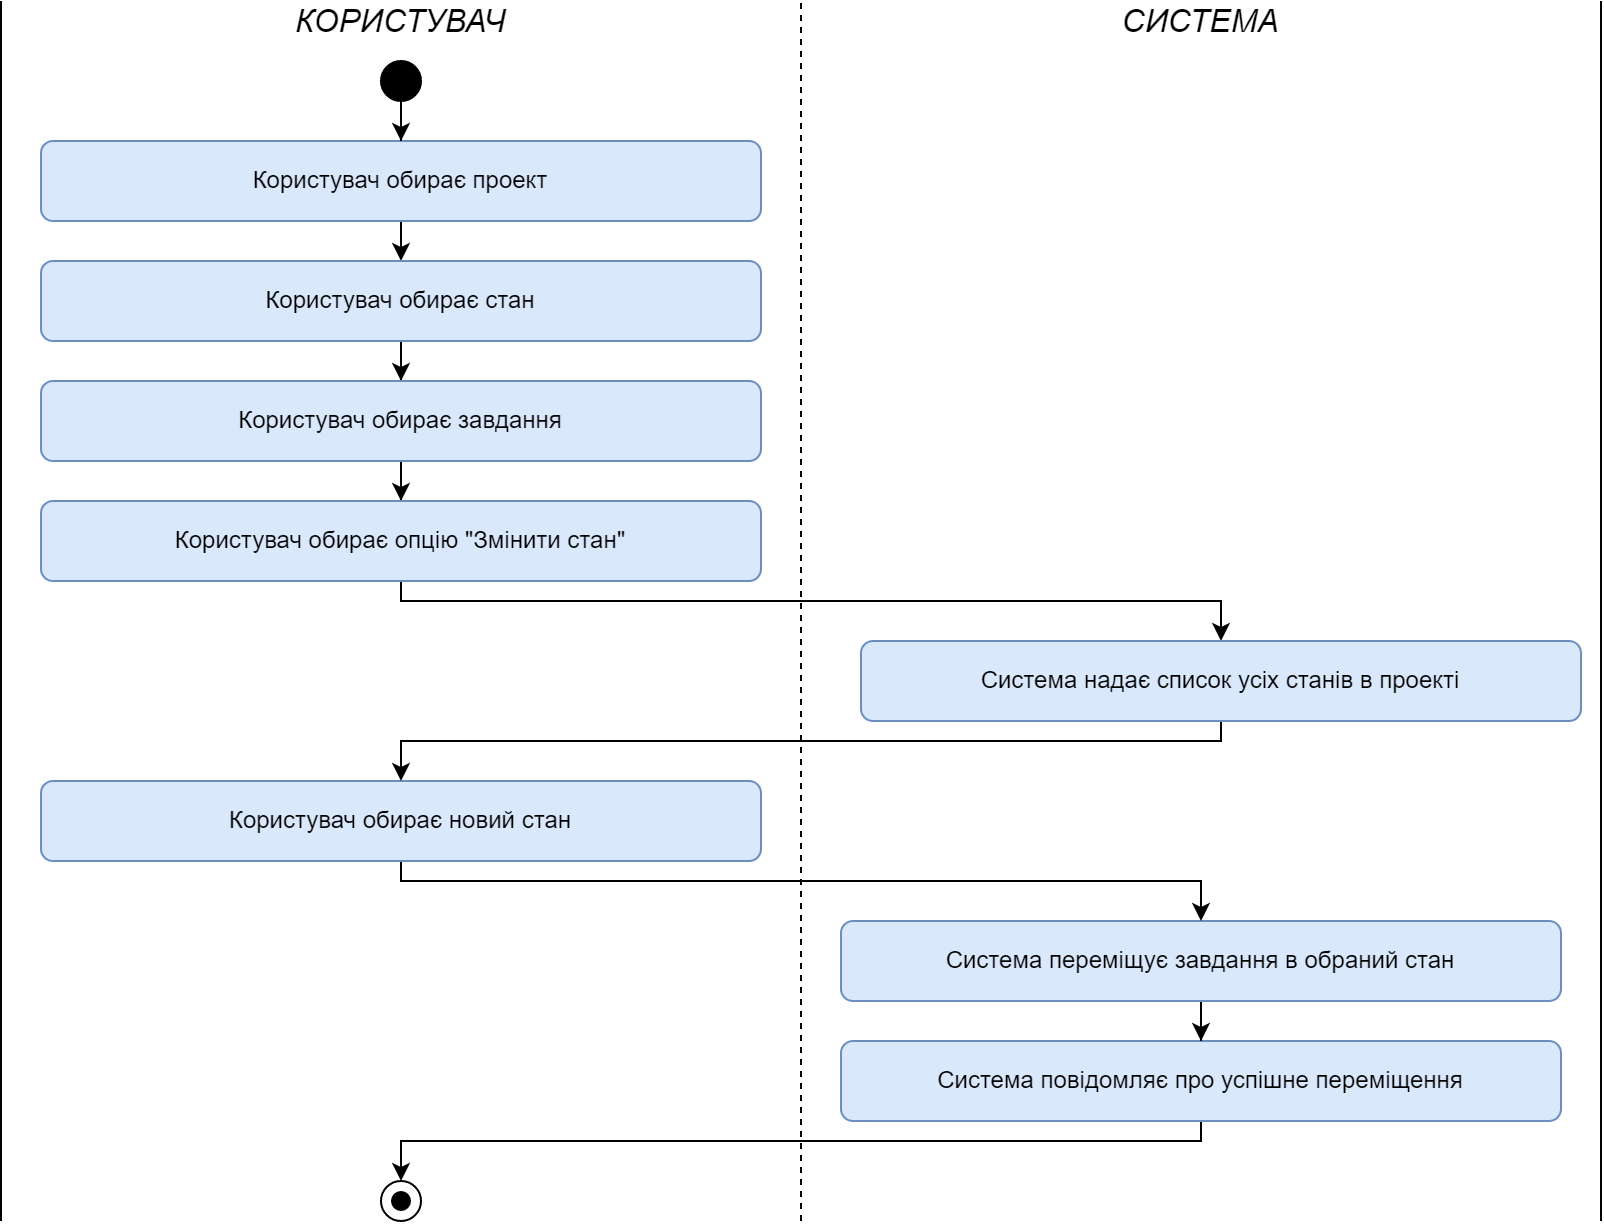 КОРИСТУВАЧ
СИСТЕМА
Користувач обирає проект
Користувач обирає стан
Користувач обирає завдання
Користувач обирає опцію "Змінити стан"
Система надає список усіх станів в проекті
Користувач обирає новий стан
Система переміщує завдання в обраний стан
Система повідомляє про успішне переміщення